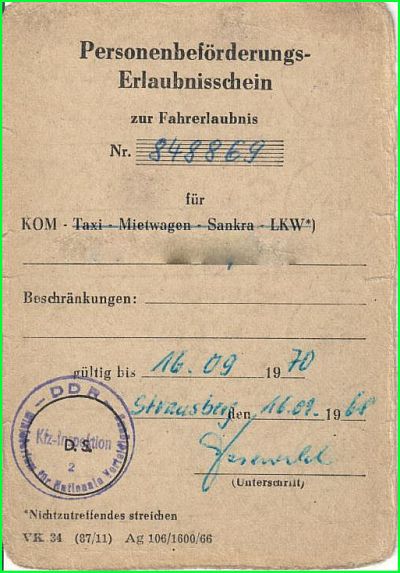 Personenbeförderungs-
Erlaubnisschein
zur Fahrerlaubnis
Nr. 848869
für
KOM - Taxi - Mietwagen - Sankra - LKW*)
Beschränkungen:
gültig bis 16.09 1970
Strausberg den 16.09. 1968
(Unterschrift)
- DDR -
Ministerium für Nationale Verteidigung
Kfz-Inspektion
D. S.
2
*Nichtzutreffendes streichen
VK 34 (87/11) Ag 106/1600/66